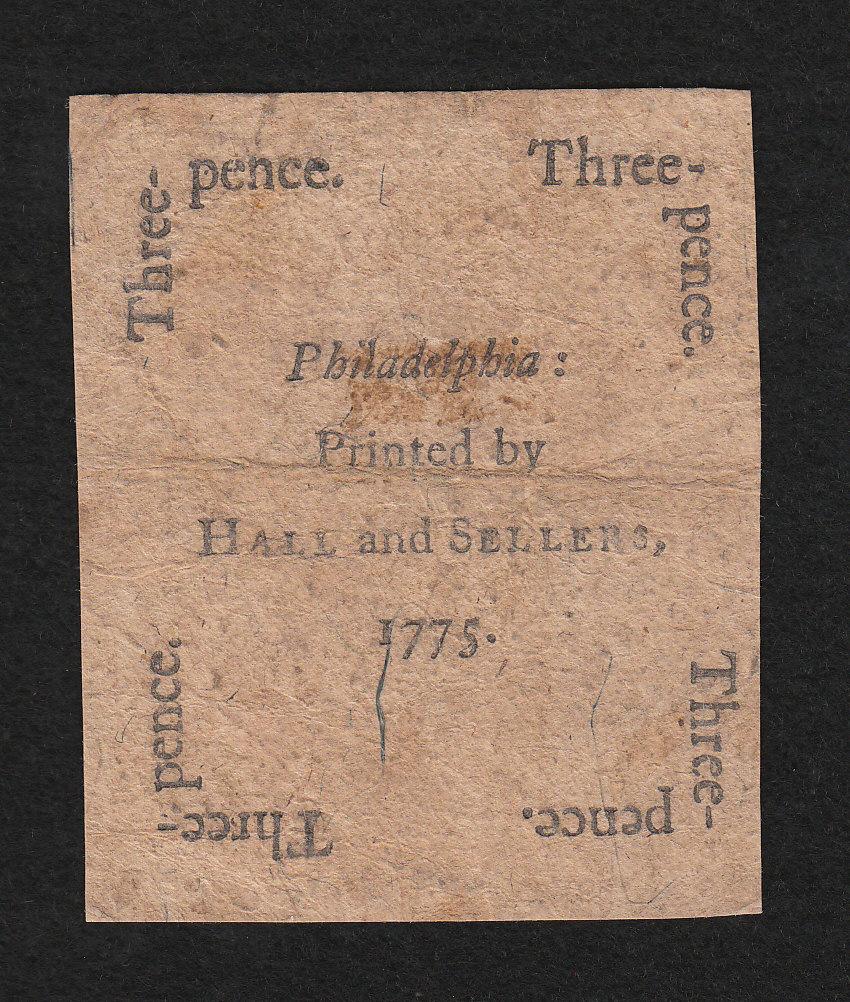 Three-
pence.
Three-
pence.
Philadelphia :
Printed by
HALL and SELLERS,
1775.
Three-
pence.
Three-
pence.